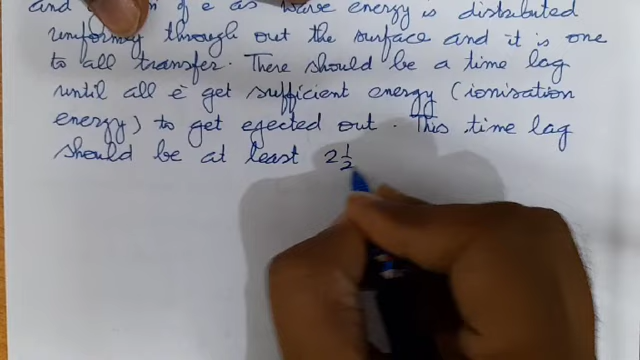 and of e as wave energy is distributed
uniformly through out the surface and it is one
to all transfer. There should be a time lag
until all e⁻ get sufficient energy (ionisation
energy) to get ejected out. This time lag
should be at least 2 1/2